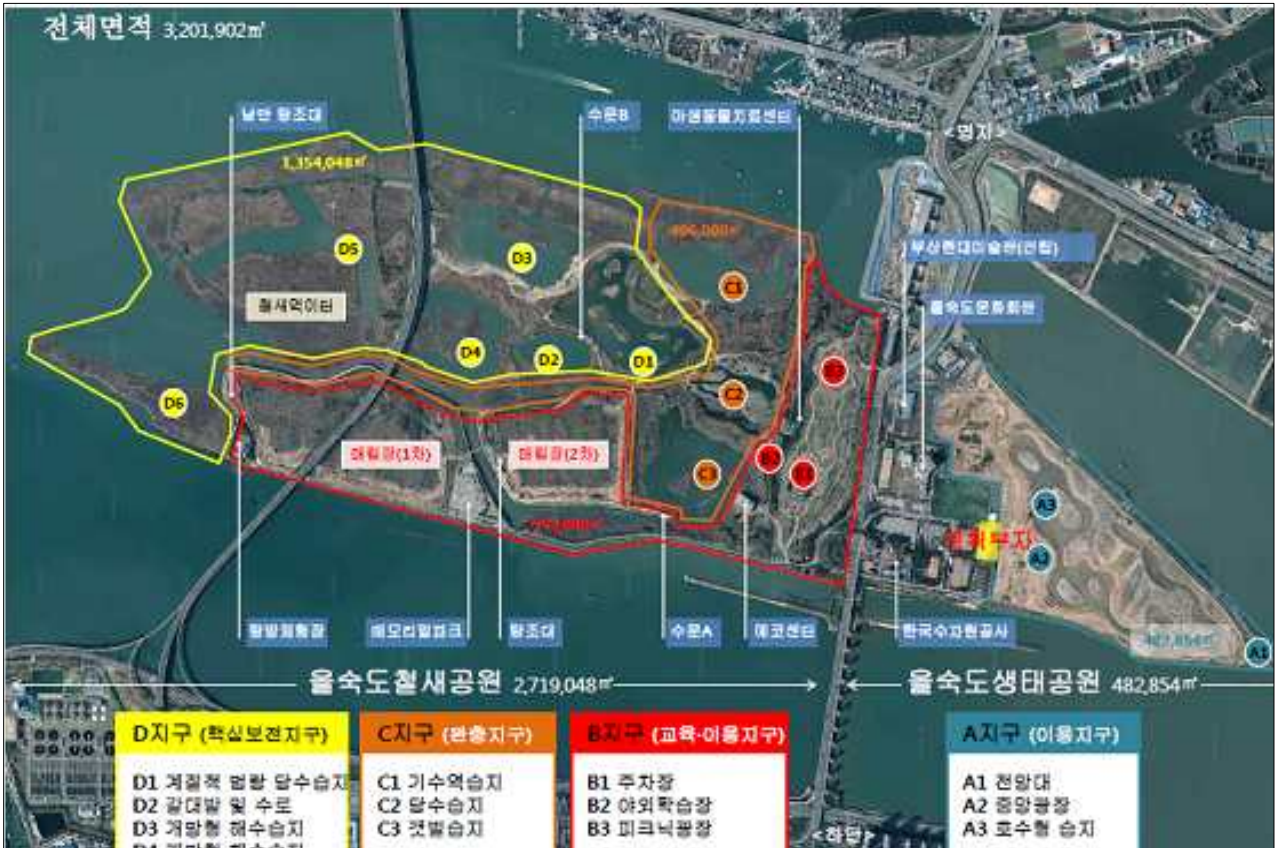 전체면적 3,201,902㎡
남단 탐조대
수문B
야생동물치료센터
<명지>
1,354,048㎡
D5
D3
C1
부산현대미술관(건립)
철새먹이터
을숙도문화회관
D4
D2
D1
D6
C2
매립장(1차)
매립장(2차)
C3
A3
A2
탐방체험장
메모리얼파크
탐조대
수문A
에코센터
한국수자원공사
482,854㎡
A1
을숙도철새공원 2,719,048㎡
을숙도생태공원 482,854㎡
D지구 (핵심보전지구)
D1 계절적 범람 담수습지
D2 갈대밭 및 수로
D3 개방형 해수습지
C지구 (완충지구)
C1 기수역습지
C2 담수습지
C3 갯벌습지
B지구 (교육·이용지구)
B1 주차장
B2 야외학습장
B3 피크닉광장
A지구 (이용지구)
A1 전망대
A2 중앙광장
A3 호수형 습지
<하단>